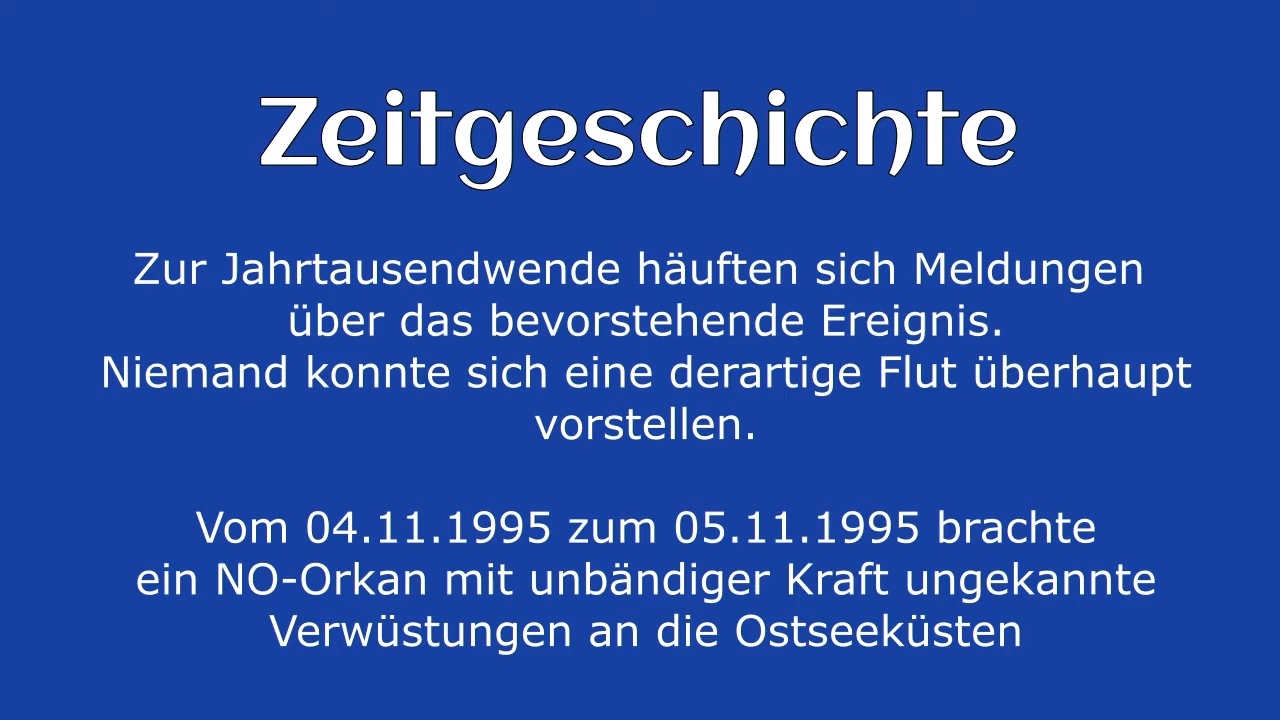 Zeitgeschichte
Zur Jahrtausendwende häuften sich Meldungen
über das bevorstehende Ereignis.
Niemand konnte sich eine derartige Flut überhaupt
vorstellen.
Vom 04.11.1995 zum 05.11.1995 brachte
ein NO-Orkan mit unbändiger Kraft ungekannte
Verwüstungen an die Ostseeküsten